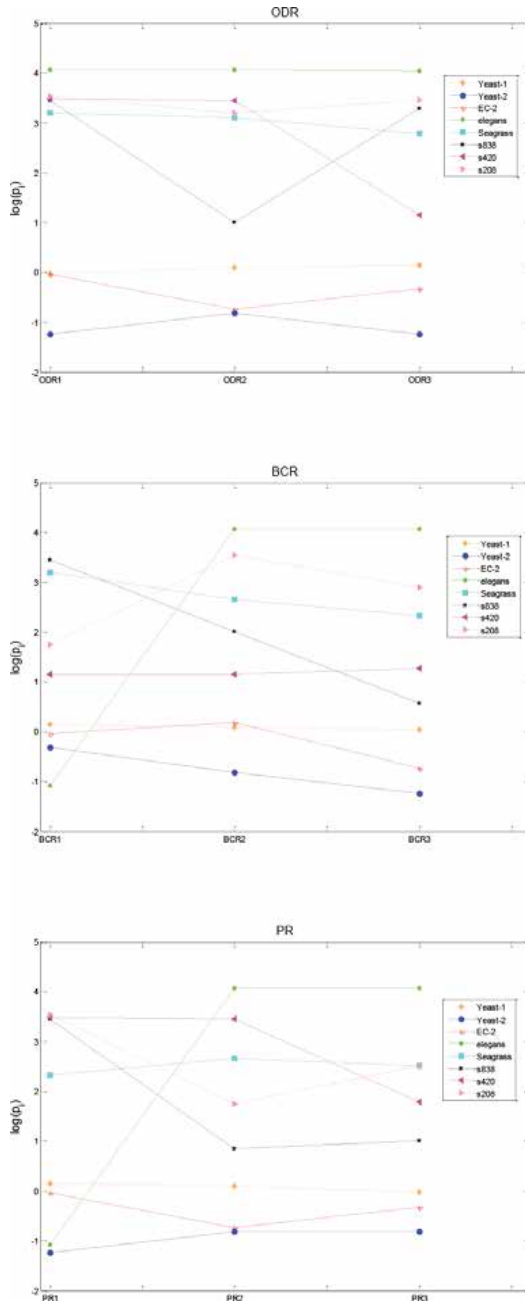 ODR
5
4
3
2
1
0
-1
-2
log(p_i)
Yeast-1
Yeast-2
EC-2
elegans
Seagrass
s838
s420
s208
ODR1 ODR2 ODR3
BCR
5
4
3
2
1
0
-1
-2
log(p_i)
Yeast-1
Yeast-2
EC-2
elegans
Seagrass
s838
s420
s208
BCR1 BCR2 BCR3
PR
5
4
3
2
1
0
-1
-2
log(p_i)
Yeast-1
Yeast-2
EC-2
elegans
Seagrass
s838
s420
s208
PR1 PR2 PR3